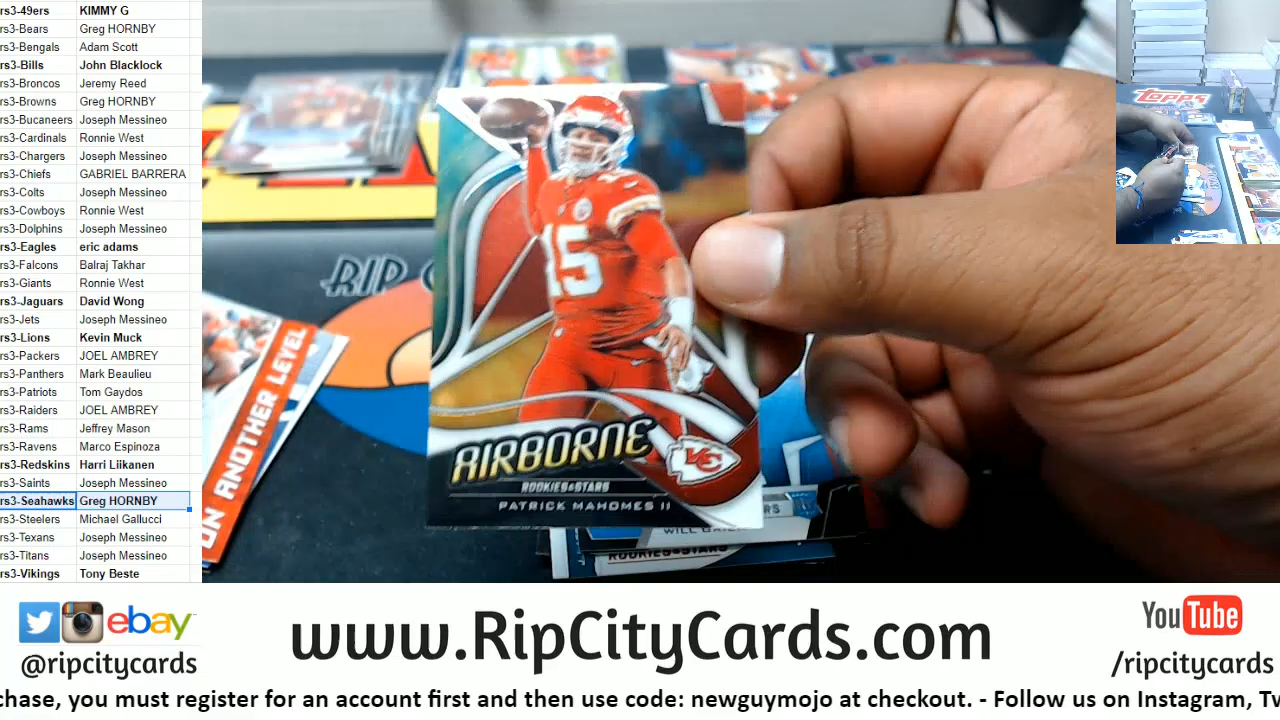 rs3-49ers KIMMY G
rs3-Bears Greg HORNBY
rs3-Bengals Adam Scott
rs3-Bills John Blacklock
rs3-Broncos Jeremy Reed
rs3-Browns Greg HORNBY
rs3-Bucaneers Joseph Messineo
rs3-Cardinals Ronnie West
rs3-Chargers Joseph Messineo
rs3-Chiefs GABRIEL BARRERA
rs3-Colts Joseph Messineo
rs3-Cowboys Ronnie West
rs3-Dolphins Joseph Messineo
rs3-Eagles eric adams
rs3-Falcons Balraj Takhar
rs3-Giants Ronnie West
rs3-Jaguars David Wong
rs3-Jets Joseph Messineo
rs3-Lions Kevin Muck
rs3-Packers JOEL AMBREY
rs3-Panthers Mark Beaulieu
rs3-Patriots Tom Gaydos
rs3-Raiders JOEL AMBREY
rs3-Rams Jeffrey Mason
rs3-Ravens Marco Espinoza
rs3-Redskins Harri Liikanen
rs3-Saints Joseph Messineo
rs3-Seahawks Greg HORNBY
rs3-Steelers Michael Gallucci
rs3-Texans Joseph Messineo
rs3-Titans Joseph Messineo
rs3-Vikings Tony Beste
Topps
RIP
ON ANOTHER LEVEL
15
KC
AIRBORNE
ROOKIES & STARS
PATRICK MAHOMES II
WILL
ROOKIES & STARS
ebay
@ripcitycards
www.RipCityCards.com
YouTube
/ripcitycards
chase, you must register for an account first and then use code: newguymojo at checkout. - Follow us on Instagram, Tw